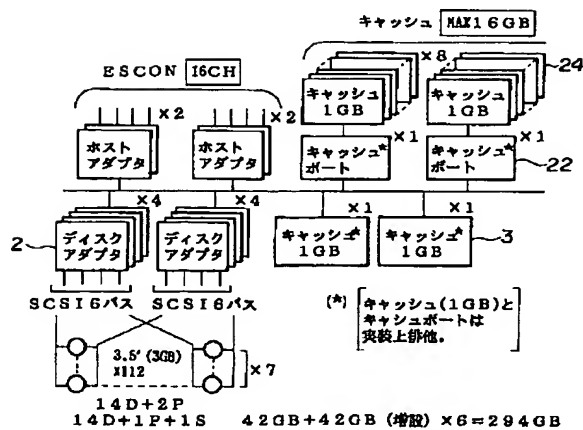 キャッシュ MAX16GB
ESCON 16CH
×8
24
×2
×2
キャッシュ
1GB
キャッシュ
1GB
×1
×1
ホスト
アダプタ
ホスト
アダプタ
キャッシュ*
ポート
キャッシュ*
ポート
22
×4
×4
×1
×1
2
ディスク
アダプタ
ディスク
アダプタ
キャッシュ*
1GB
キャッシュ*
1GB
3
SCSI6パス
SCSI6パス
(*)
キャッシュ(1GB)と
キャシュポートは
実装上排他。
3.5' (3GB)
×112
×7
14D+2P
14D+1P+1S
42GB+42GB (増設) ×6=294GB